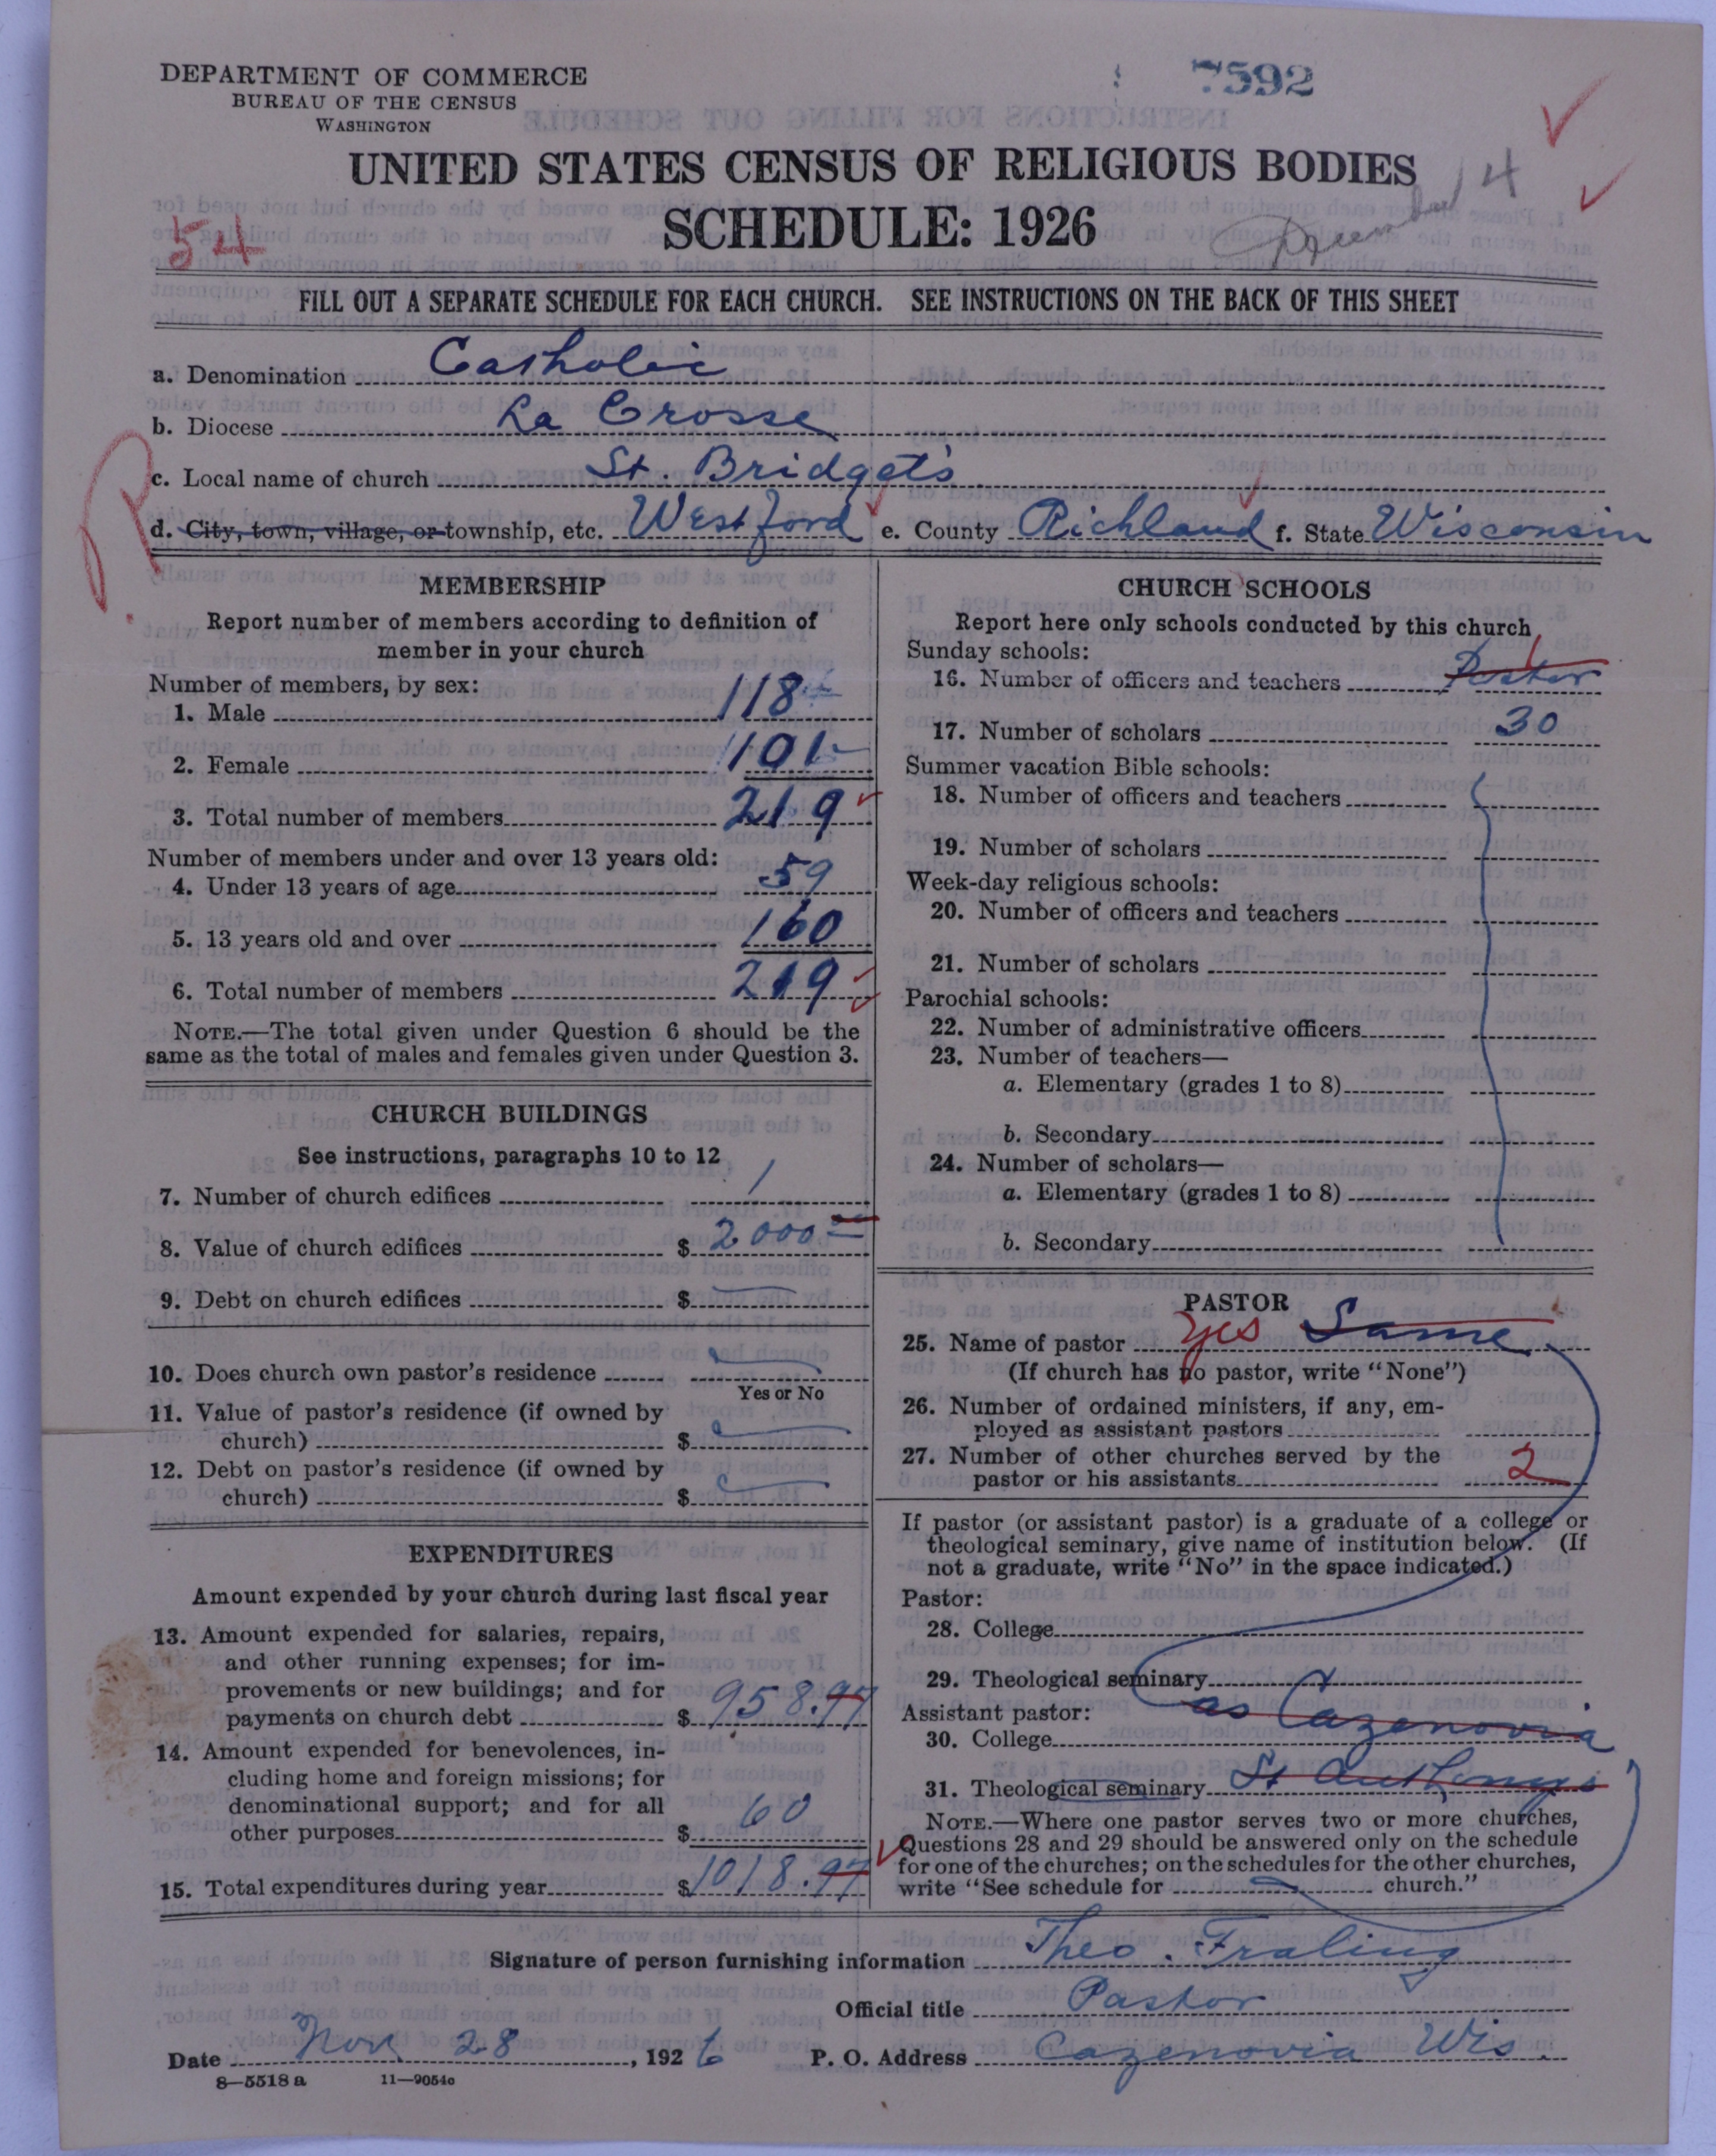 DEPARTMENT OF COMMERCE
BUREAU OF THE CENSUS
WASHINGTON
7592
UNITED STATES CENSUS OF RELIGIOUS BODIES
SCHEDULE: 1926
14
54
FILL OUT A SEPARATE SCHEDULE FOR EACH CHURCH. SEE INSTRUCTIONS ON THE BACK OF THIS SHEET
a. Denomination Catholic
b. Diocese La Crosse
c. Local name of church St. Bridget's
R
d. City, town, village, or township, etc. Westford e. County Richland f. State Wisconsin
MEMBERSHIP
Report number of members according to definition of
member in your church
Number of members, by sex:
1. Male 118
2. Female 101
3. Total number of members 219
Number of members under and over 13 years old:
4. Under 13 years of age 59
5. 13 years old and over 160
6. Total number of members 219
NOTE.—The total given under Question 6 should be the
same as the total of males and females given under Question 3.
CHURCH BUILDINGS
See instructions, paragraphs 10 to 12
7. Number of church edifices 1
8. Value of church edifices $ 2000
9. Debt on church edifices $ —
10. Does church own pastor's residence —
Yes or No
11. Value of pastor's residence (if owned by
church) $ —
12. Debt on pastor's residence (if owned by
church) $ —
EXPENDITURES
Amount expended by your church during last fiscal year
13. Amount expended for salaries, repairs,
and other running expenses; for im-
provements or new buildings; and for
payments on church debt $ 958.97
14. Amount expended for benevolences, in-
cluding home and foreign missions; for
denominational support; and for all
other purposes $ 60
15. Total expenditures during year $ 1018.97
CHURCH SCHOOLS
Report here only schools conducted by this church
Sunday schools:
1
16. Number of officers and teachers Pastor
17. Number of scholars 30
Summer vacation Bible schools:
18. Number of officers and teachers
19. Number of scholars
Week-day religious schools:
20. Number of officers and teachers
21. Number of scholars
Parochial schools:
22. Number of administrative officers
23. Number of teachers—
a. Elementary (grades 1 to 8)
b. Secondary
24. Number of scholars—
a. Elementary (grades 1 to 8)
b. Secondary
PASTOR
25. Name of pastor Yes Same
(If church has no pastor, write "None")
26. Number of ordained ministers, if any, em-
ployed as assistant pastors
27. Number of other churches served by the
pastor or his assistants 2
If pastor (or assistant pastor) is a graduate of a college or
theological seminary, give name of institution below. (If
not a graduate, write "No" in the space indicated.)
Pastor:
28. College
29. Theological seminary
Assistant pastor: as Cazenovia
30. College
31. Theological seminary St Anthonys
NOTE.—Where one pastor serves two or more churches,
Questions 28 and 29 should be answered only on the schedule
for one of the churches; on the schedules for the other churches,
write "See schedule for church."
Signature of person furnishing information Theo. Fraling
Official title Pastor
Date Nov 28, 1926 P. O. Address Cazenovia Wis.
8—5518 a 11—9054c